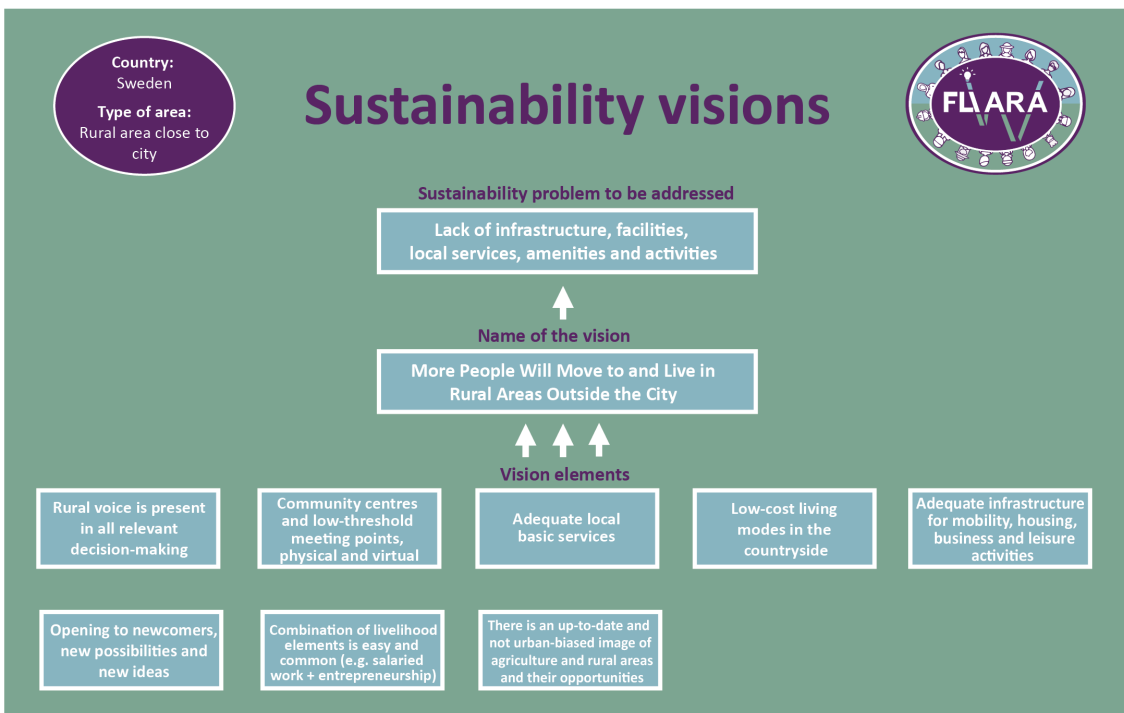 Country:
Sweden
Type of area:
Rural area close to
city
Sustainability visions
FLIARA
Sustainability problem to be addressed
Lack of infrastructure, facilities,
local services, amenities and activities
Name of the vision
More People Will Move to and Live in
Rural Areas Outside the City
Vision elements
Rural voice is present
in all relevant
decision-making
Community centres
and low-threshold
meeting points,
physical and virtual
Adequate local
basic services
Low-cost living
modes in the
countryside
Adequate infrastructure
for mobility, housing,
business and leisure
activities
Opening to newcomers,
new possibilities and
new ideas
Combination of livelihood
elements is easy and
common (e.g. salaried
work + entrepreneurship)
There is an up-to-date and
not urban-biased image of
agriculture and rural areas
and their opportunities